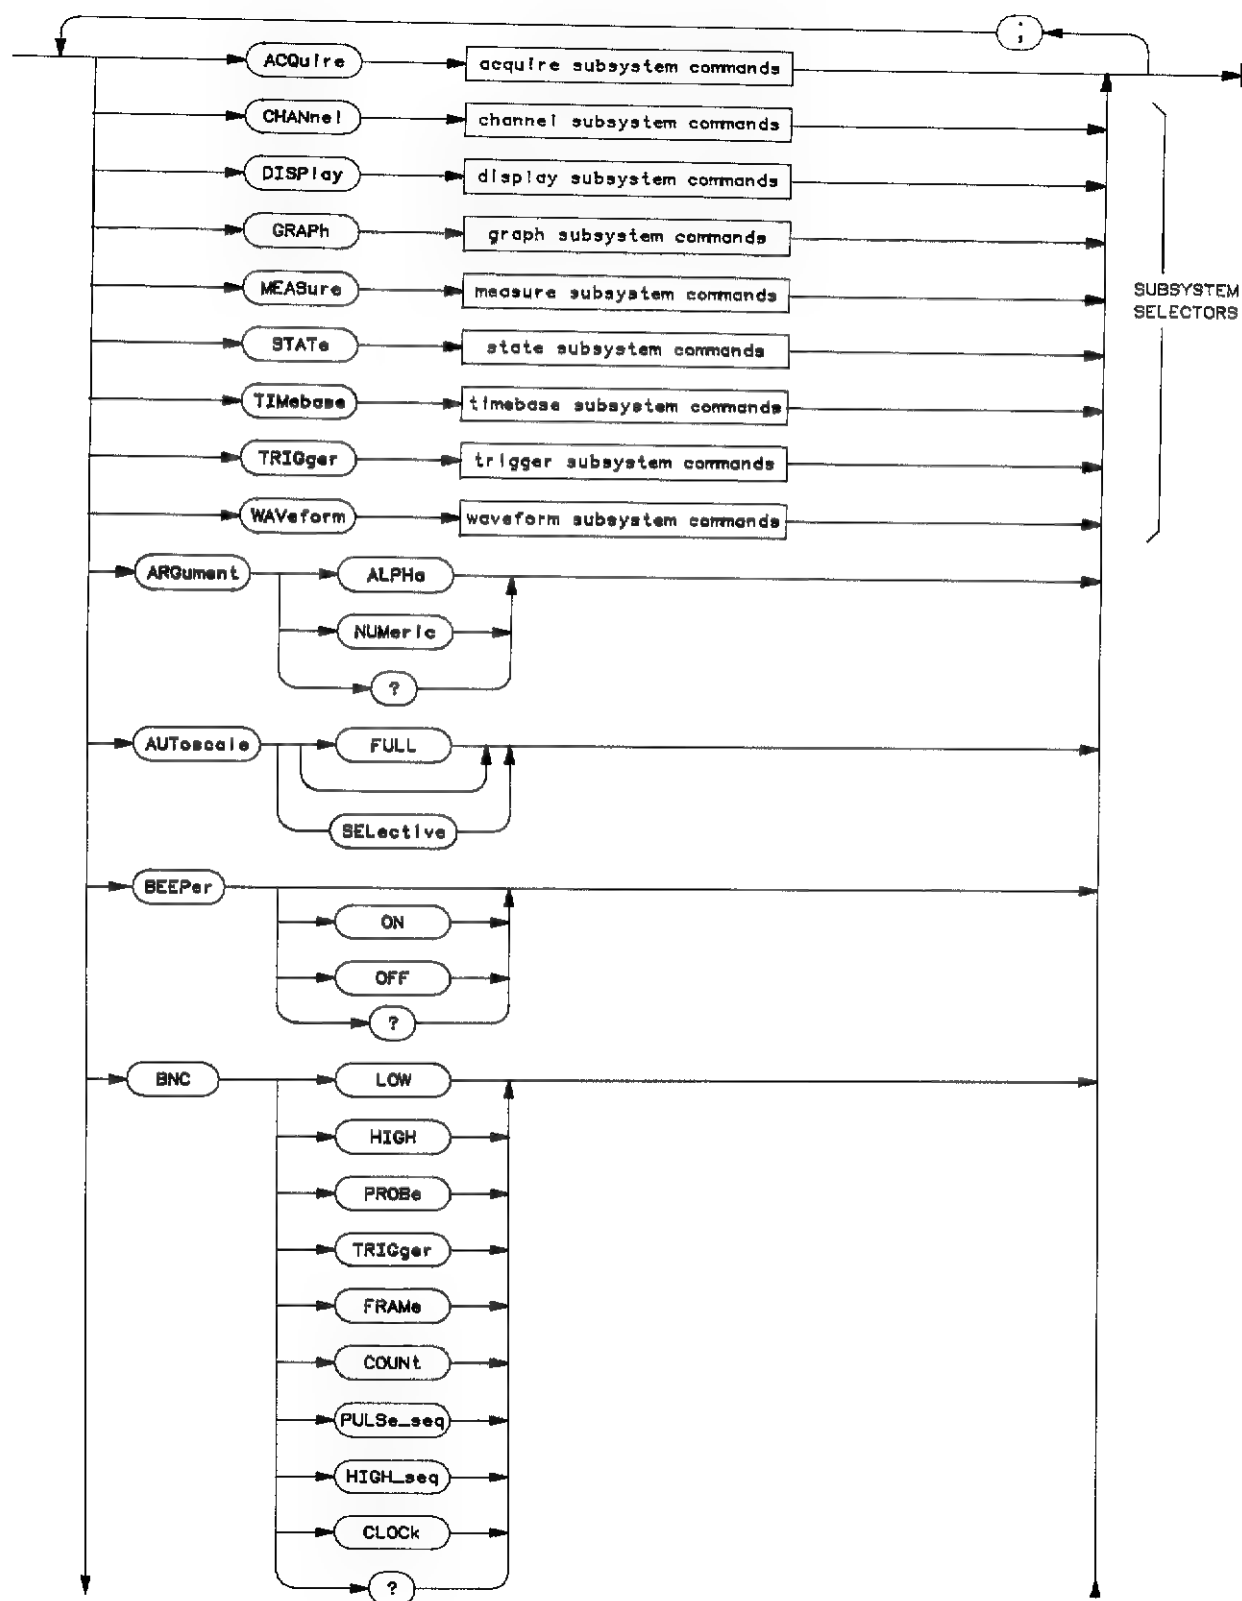 ;
ACQuire acquire subsystem commands
CHANnel channel subsystem commands
DISPlay display subsystem commands
GRAPh graph subsystem commands
MEASure measure subsystem commands
SUBSYSTEM
SELECTORS
STATe state subsystem commands
TIMebase timebase subsystem commands
TRIGger trigger subsystem commands
WAVeform waveform subsystem commands
ARGument ALPHa
NUMeric
?
AUToscale FULL
SELective
BEEPer
ON
OFF
?
BNC LOW
HIGH
PROBe
TRIGger
FRAMe
COUNt
PULSe_seq
HIGH_seq
CLOCk
?